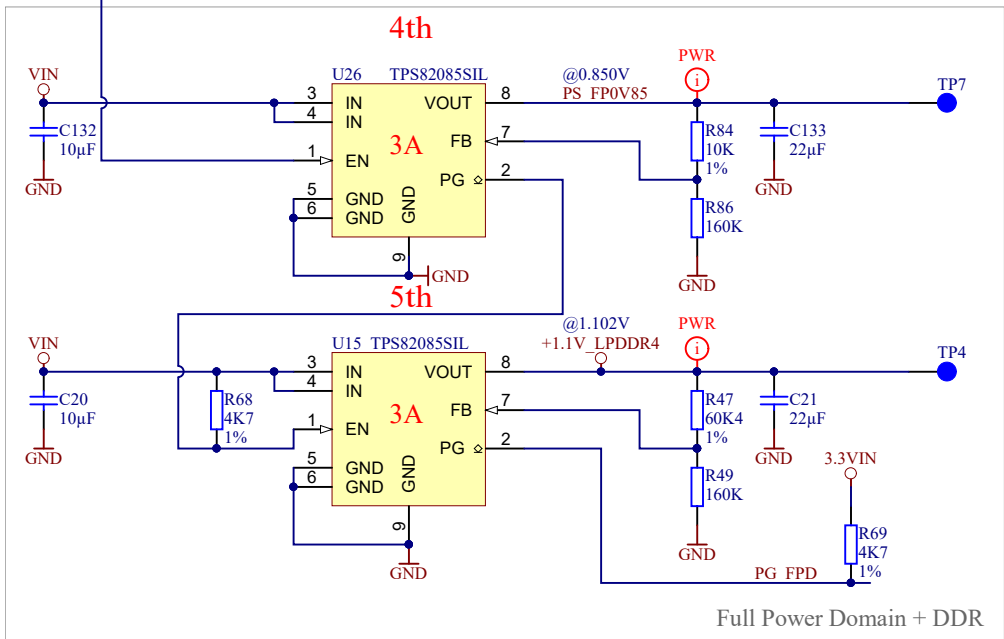 4th
PWR
i
VIN
U26 TPS82085SIL
@0.850V
TP7
3 IN VOUT 8 PS_FP0V85
4 IN
C132
10µF
GND
1 EN 3A FB 7
PG 2
R84
10K
1%
C133
22µF
GND
5 GND
6 GND
GND
9
GND
R86
160K
GND
5th
PWR
i
VIN
U15 TPS82085SIL
@1.102V
+1.1V_LPDDR4
TP4
3 IN VOUT 8
4 IN
C20
10µF
GND
R68
4K7
1%
1 EN 3A FB 7
PG 2
R47
60K4
1%
C21
22µF
GND
5 GND
6 GND
GND
9
GND
R49
160K
GND
3.3VIN
R69
4K7
1%
PG_FPD
Full Power Domain + DDR